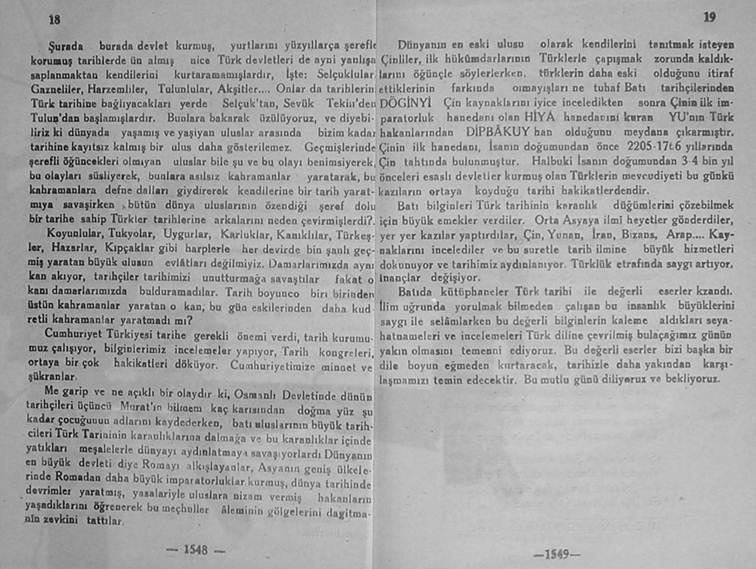 18
Şurada burada devlet kurmuş, yurtlarını yüzyıllarça şerefle
korumuş tarihlerde ün almış nice Türk devletleri de ayni yanlışa
saplanmaktan kendilerini kurtaramamışlardır, İşte: Selçuklular
Gazneliler, Harzemliler, Tulunlular, Akşitler.... Onlar da tarihlerin
Türk tarihine bağlıyacakları yerde Selçuk'tan, Sevük Tekin'den
Tulun'dan başlamışlardır. Bunlara bakarak üzülüyoruz, ve diyebi-
liriz ki dünyada yaşamış ve yaşiyan uluslar arasında bizim kadar
tarihine kayıtsız kalmış bir ulus daha gösterilemez. Geçmişlerinde
şerefli öğüncekleri olmıyan uluslar bile şu ve bu olayı benimsiyerek,
bu olayları süsliyerek, bunlara asılsız kahramanlar yaratarak, bu
kahramanlara defne dalları giydirerek kendilerine bir tarih yarat-
mıya savaşırken bütün dünya uluslarının özendiği şeref dolu
bir tarihe sahip Türkler tarihlerine arkalarını neden çevirmişlerdi?.
Koyunlular, Tukyolar, Uygurlar, Karluklar, Kanıklılar, Türkeş-
ler, Hazarlar, Kıpçaklar gibi harplerle her devirde bin şanlı geç-
miş yaratan büyük ulusun evlâtları değilmiyiz. Damarlarımızda aynı
kan akıyor, tarihçiler tarihimizi unutturmağa savaştılar fakat o
kanı damarlarımızda bulduramadılar. Tarih boyunco biri birinden
üstün kahramanlar yaratan o kan, bu gün eskilerinden daha kud
retli kahramanlar yaratmadı mı?
Cumhuriyet Türkiyesi tarihe gerekli önemi verdi, tarih kurumu-
muz çalışıyor, bilginlerimiz incelemeler yapıyor, Tarih kongreleri,
ortaya bir çok hakikatleri döküyor. Cumhuriyetimize minnet ve
şükranlar.
Me garip ve ne açıklı bir olaydır ki, Osmanlı Devletinde dünün
tarihçileri üçüncü Murat'ın bilmem kaç karısından doğma yüz şu
kadar çocuğunun adlarını kaydederken, batı uluslarının büyük tarih-
cileri Türk Tarininin karanlıklarına dalmağa ve bu karanlıklar içinde
yatıkları meşalelerle dünyayı aydınlatmaya savaşıyorlardı Dünyanın
en büyük devleti diye Romayı alkışlayanlar, Asyanın geniş ülkele-
rinde Romadan daha büyük imparatorluklar kurmuş, dünya tarihinde
devrimler yaratmış, yasalariyle uluslara nizam vermiş hakanların
yaşadıklarını öğrenerek bu meçhuller âleminin gölgelerini dagitma-
nin zevkini tattılar.
— 1548 —
19
Dünyanın en eski ulusu olarak kendilerini tanıtmak isteyen
Çinliler, ilk hükümdarlarının Türklerle çapışmak zorunda kaldık-
larını öğünçle söylerlerken, türklerin daha eski olduğunu itiraf
ettiklerinin farkında olmayışları ne tuhaf Batı tarihçilerinden
DÖGİNYİ Çin kaynaklarını iyice inceledikten sonra Çinin ilk im-
paratorluk hanedanı olan HİYA hanedanını kuran YU'nin Türk
hakanlarından DİPBÂKUY han olduğunu meydana çıkarmıştır.
Çinin ilk hanedanı, İsanın doğumundan önce 2205-1766 yıllarında
Çin tahtında bulunmuştur. Halbuki İsanın doğumundan 3-4 bin yıl
önceleri esaslı devletler kurmuş olan Türklerin mevcudiyeti bu günkü
kazıların ortaya koyduğu tarihi hakikatlerdendir.
Batı bilginleri Türk tarihinin karanlık düğümlerini çözebilmek
için büyük emekler verdiler. Orta Asyaya ilmi heyetler gönderdiler,
yer yer kazılar yaptırdılar, Çin, Yunan, İran, Bizans, Arap.... Kay-
naklarını incelediler ve bu suretle tarih ilmine büyük hizmetleri
dokunuyor ve tarihimiz aydınlanıyor. Türklük etrafında saygı artıyor,
inançlar değişiyor.
Batıda kütüphaneler Türk tarihi ile değerli eserler kzandı.
İlim uğrunda yorulmak bilmeden çalışan bu insanlık büyüklerini
saygı ile selâmlarken bu değerli bilginlerin kaleme aldıkları seya-
hatnameleri ve incelemeleri Türk diline çevrilmiş bulaçağımız günün
yakın olmasını temenni ediyoruz. Bu değerli eserler bizi başka bir
dile boyun eğmeden kurtaracak, tarihizle daha yakından karşı-
laşmamızı temin edecektir. Bu mutlu günü diliyoruz ve bekliyoruz.
—1549—